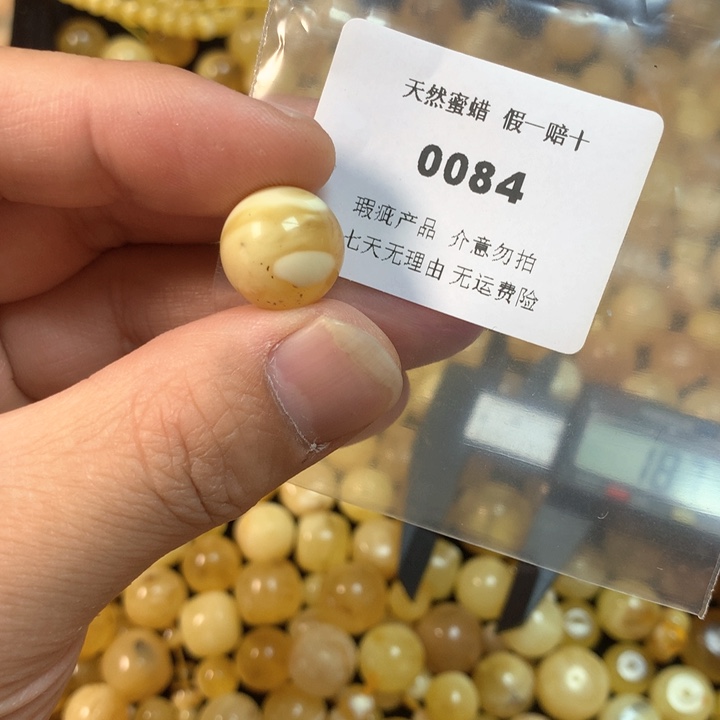 天然蜜蜡 假一赔十
0084
瑕疵产品 介意勿拍
七天无理由 无运费险
18